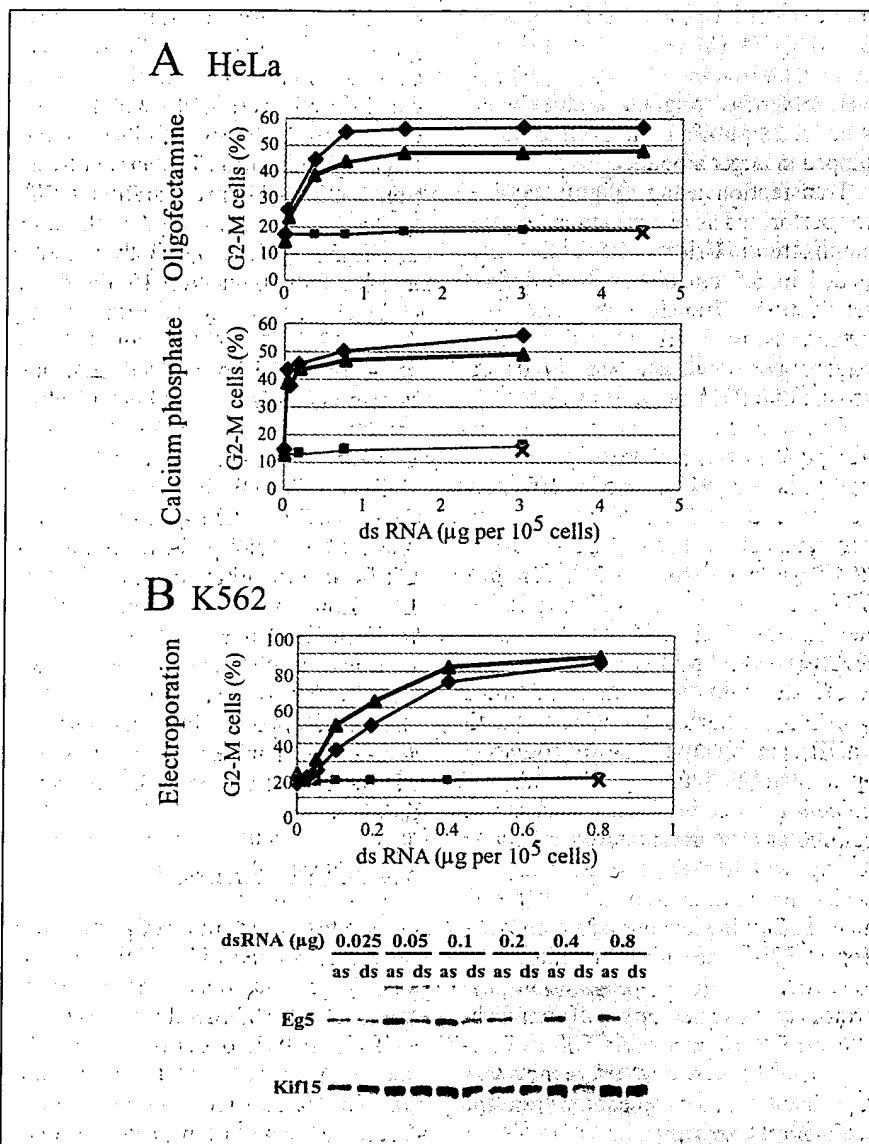 A HeLa
Oligofectamine
G2-M cells (%)
60
50
40
30
20
10
0
0 1 2 3 4 5
Calcium phosphate
G2-M cells (%)
60
50
40
30
20
10
0
0 1 2 3 4 5
ds RNA (µg per 10⁵ cells)
B K562
Electroporation
G2-M cells (%)
100
80
60
40
20
0
0 0.2 0.4 0.6 0.8 1
ds RNA (µg per 10⁵ cells)
dsRNA (µg) 0.025 0.05 0.1 0.2 0.4 0.8
as ds as ds as ds as ds as ds as ds
Eg5
Kif15